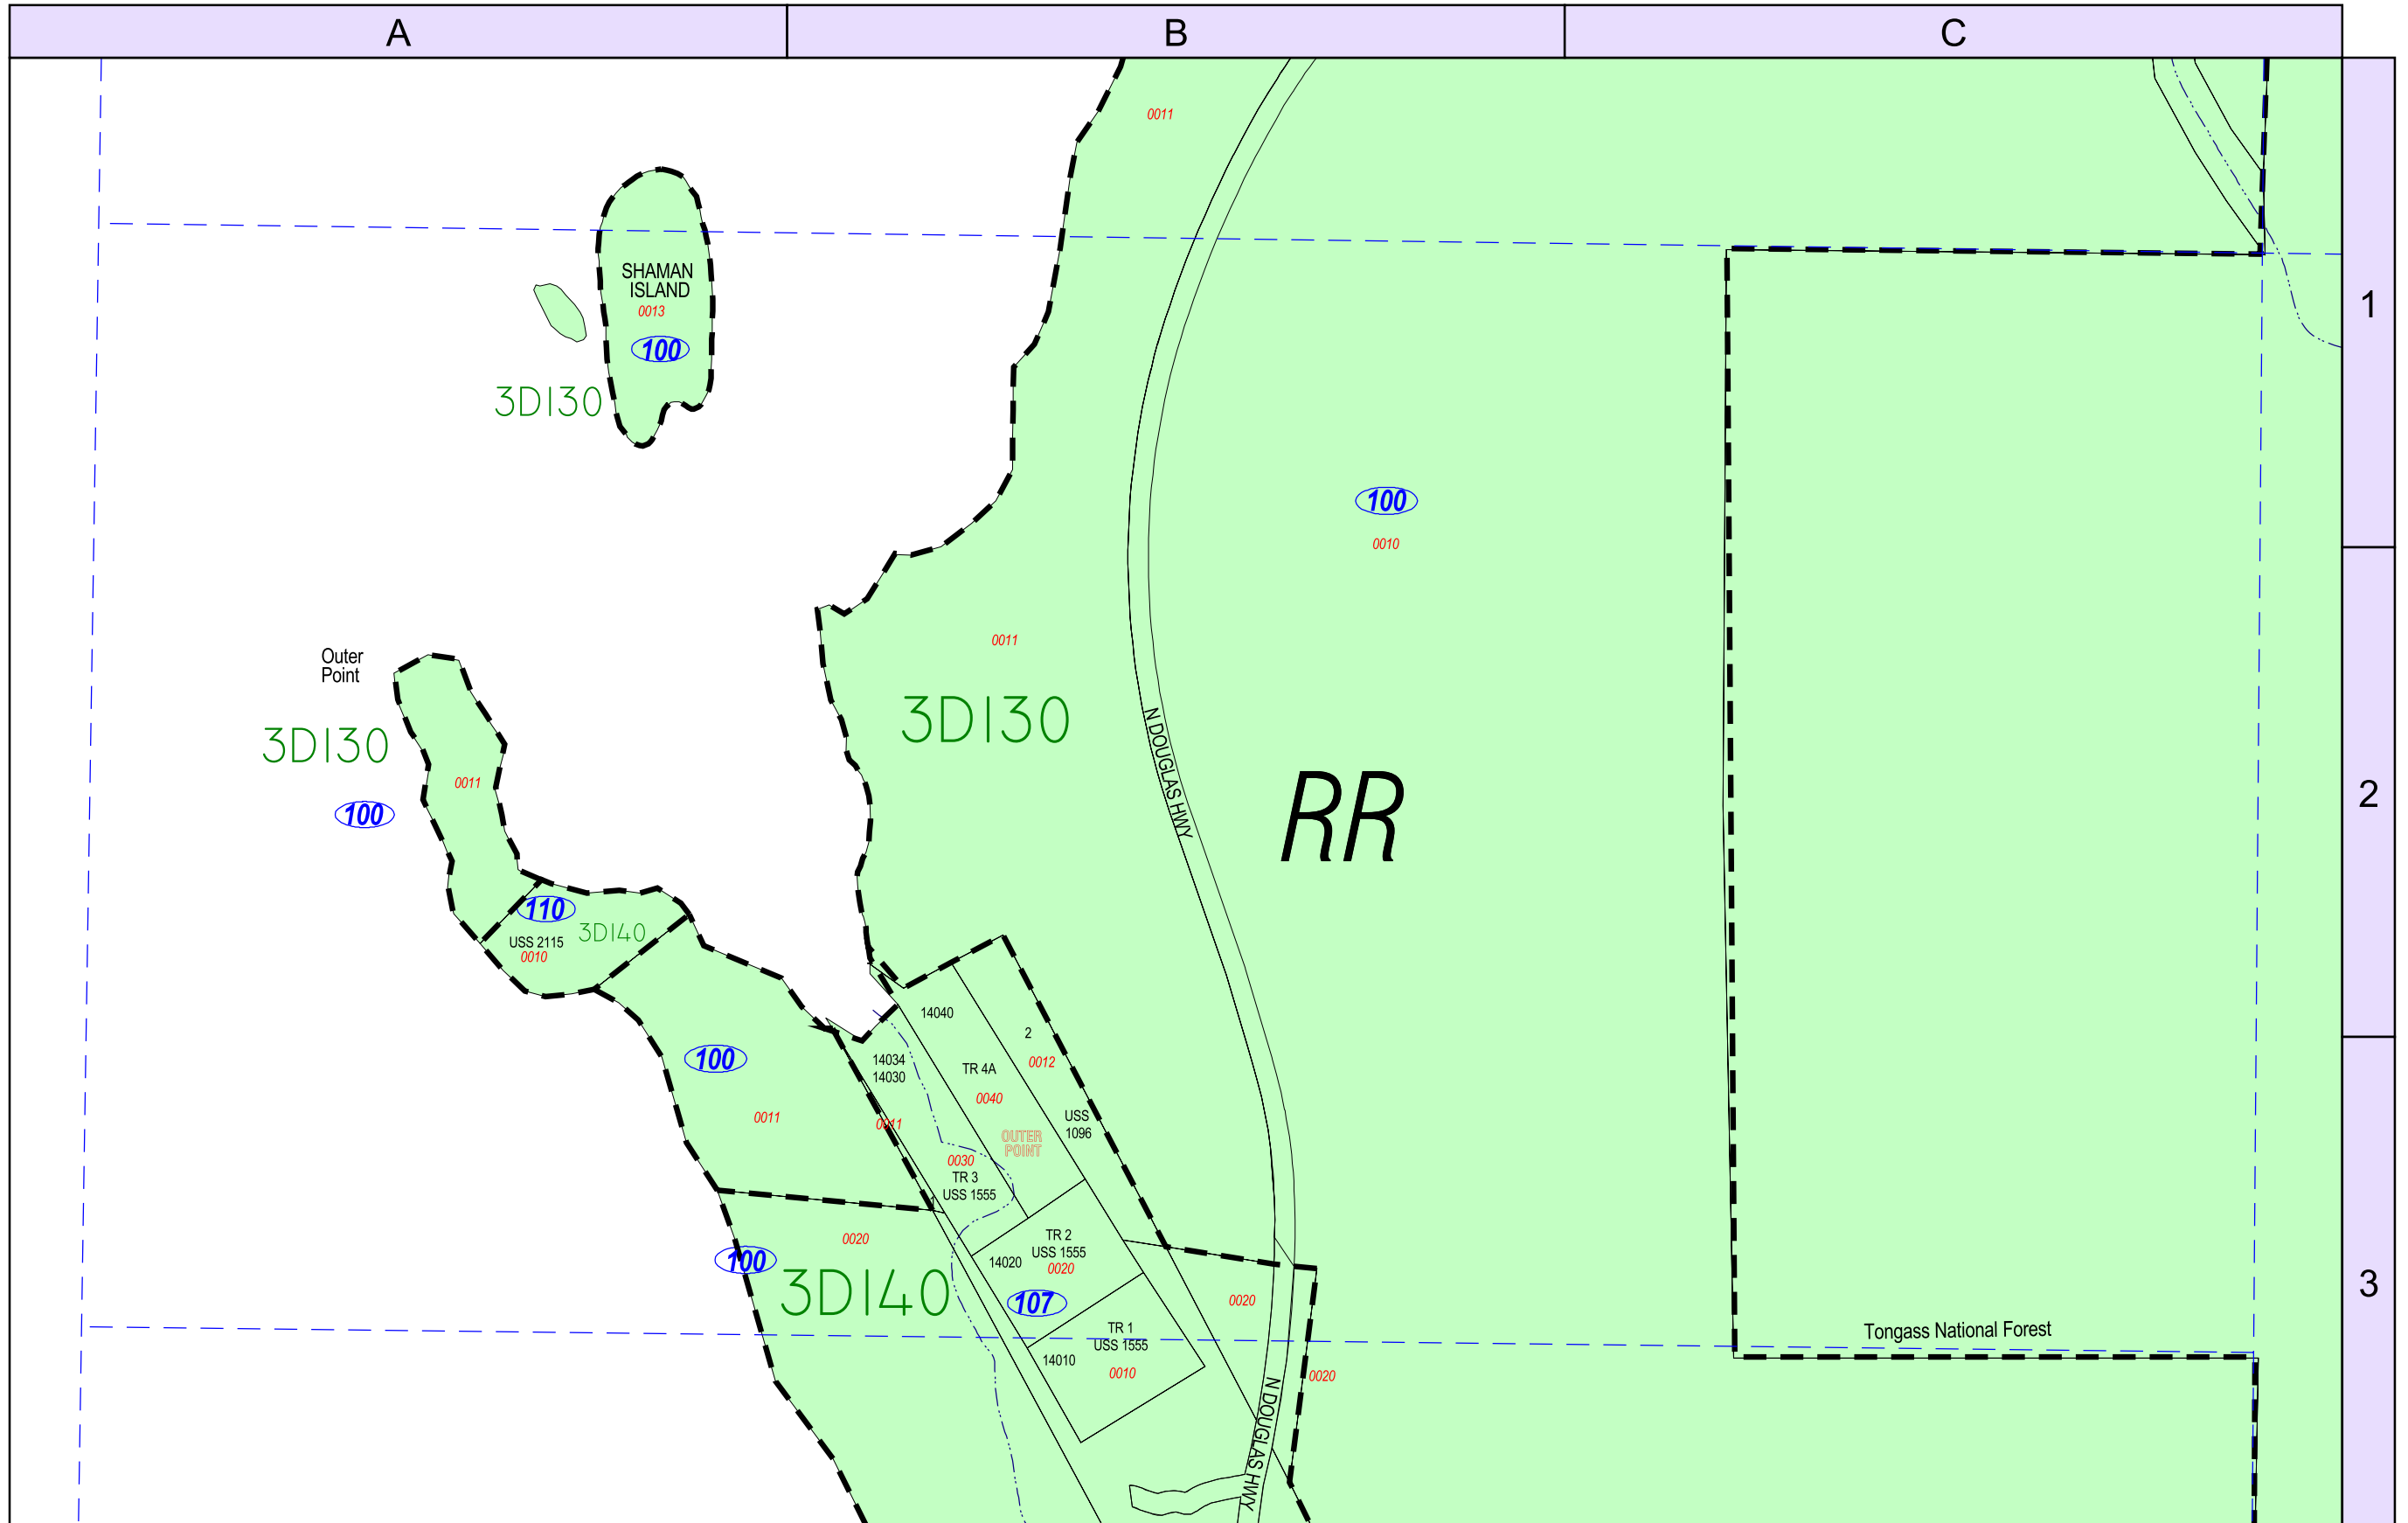 A
B
C
0011
SHAMAN
ISLAND
0013
100
3D130
1
100
0010
0011
Outer
Point
3D130
3D130
N DOUGLAS HWY
0011
100
RR
2
110
3D140
USS 2115
0010
14040
2
0012
100
14034
14030
TR 4A
0040
0011
0011
USS
1096
OUTER
POINT
0030
TR 3
USS 1555
0020
TR 2
USS 1555
14020
0020
100
3D140
107
0020
3
TR 1
USS 1555
14010
0010
Tongass National Forest
0020
N DOUGLAS HWY